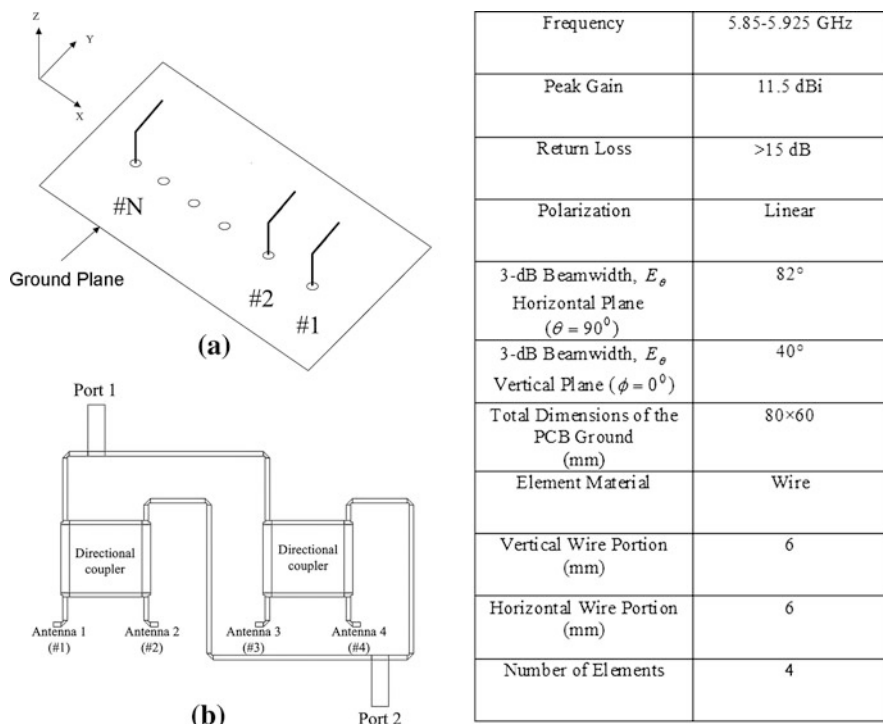 Z
Y
X
#N
Ground Plane
#2
#1
(a)
Port 1
Directional
coupler
Directional
coupler
Antenna 1
(#1)
Antenna 2
(#2)
Antenna 3
(#3)
Antenna 4
(#4)
(b)
Port 2
Frequency 5.85-5.925 GHz
Peak Gain 11.5 dBi
Return Loss >15 dB
Polarization Linear
3-dB Beamwidth, E_θ 82°
Horizontal Plane
(θ = 90⁰)
3-dB Beamwidth, E_θ 40°
Vertical Plane (ϕ = 0⁰)
Total Dimensions of the 80×60
PCB Ground
(mm)
Element Material Wire
Vertical Wire Portion 6
(mm)
Horizontal Wire Portion 6
(mm)
Number of Elements 4